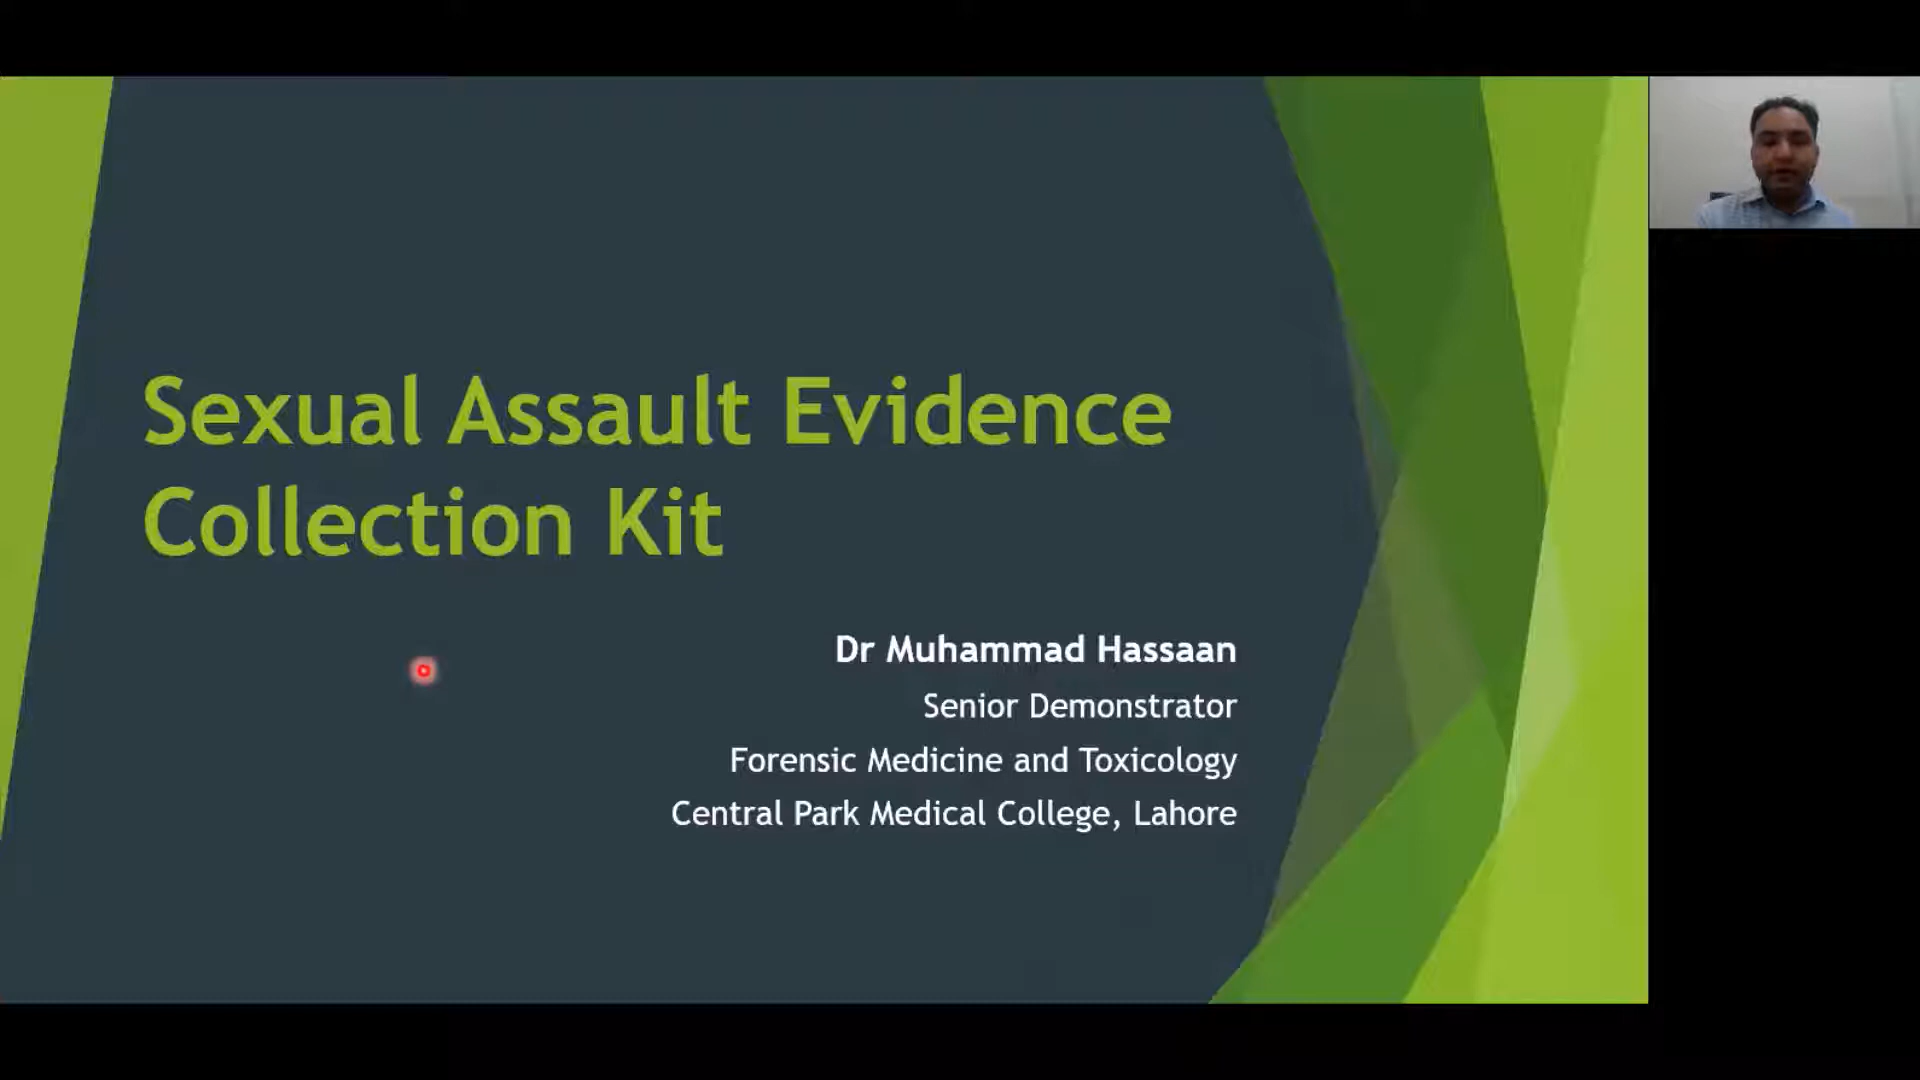 Sexual Assault Evidence
Collection Kit
Dr Muhammad Hassaan
Senior Demonstrator
Forensic Medicine and Toxicology
Central Park Medical College, Lahore